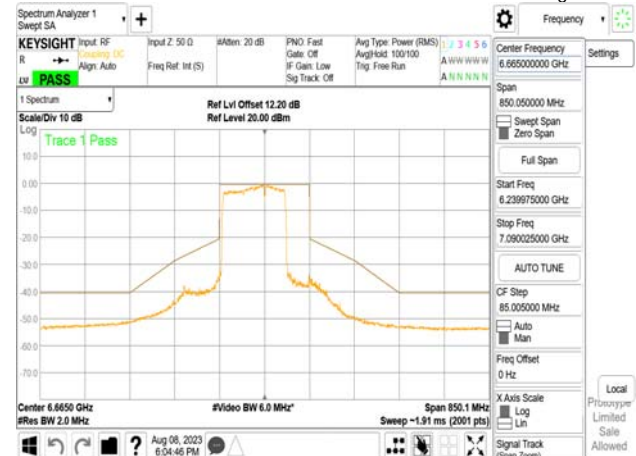 Spectrum Analyzer 1
Swept SA
+
Frequency
KEYSIGHT
Input: RF
Coupling: DC
Align: Auto
Input Z: 50 Ω
Freq Ref: Int (S)
#Atten: 20 dB
PNO: Fast
Gate: Off
IF Gain: Low
Sig Track: Off
Avg Type: Power (RMS)
Avg|Hold: 100/100
Trig: Free Run
1 2 3 4 5 6
A W W W W W
A N N N N N
R
LV
PASS
1 Spectrum
Scale/Div 10 dB
Ref Lvl Offset 12.20 dB
Ref Level 20.00 dBm
Log
Trace 1 Pass
10.0
0.00
-10.0
-20.0
-30.0
-40.0
-50.0
-60.0
-70.0
Center 6.6650 GHz
#Video BW 6.0 MHz*
Span 850.1 MHz
#Res BW 2.0 MHz
Sweep ~1.91 ms (2001 pts)
?
Aug 08, 2023
6:04:46 PM
Center Frequency
6.665000000 GHz
Settings
Span
850.050000 MHz
Swept Span
Zero Span
Full Span
Start Freq
6.239975000 GHz
Stop Freq
7.090025000 GHz
AUTO TUNE
CF Step
85.005000 MHz
Auto
Man
Freq Offset
0 Hz
X Axis Scale
Log
Lin
Signal Track
(Span Zoom)
Local
Prototype
Limited
Sale
Allowed